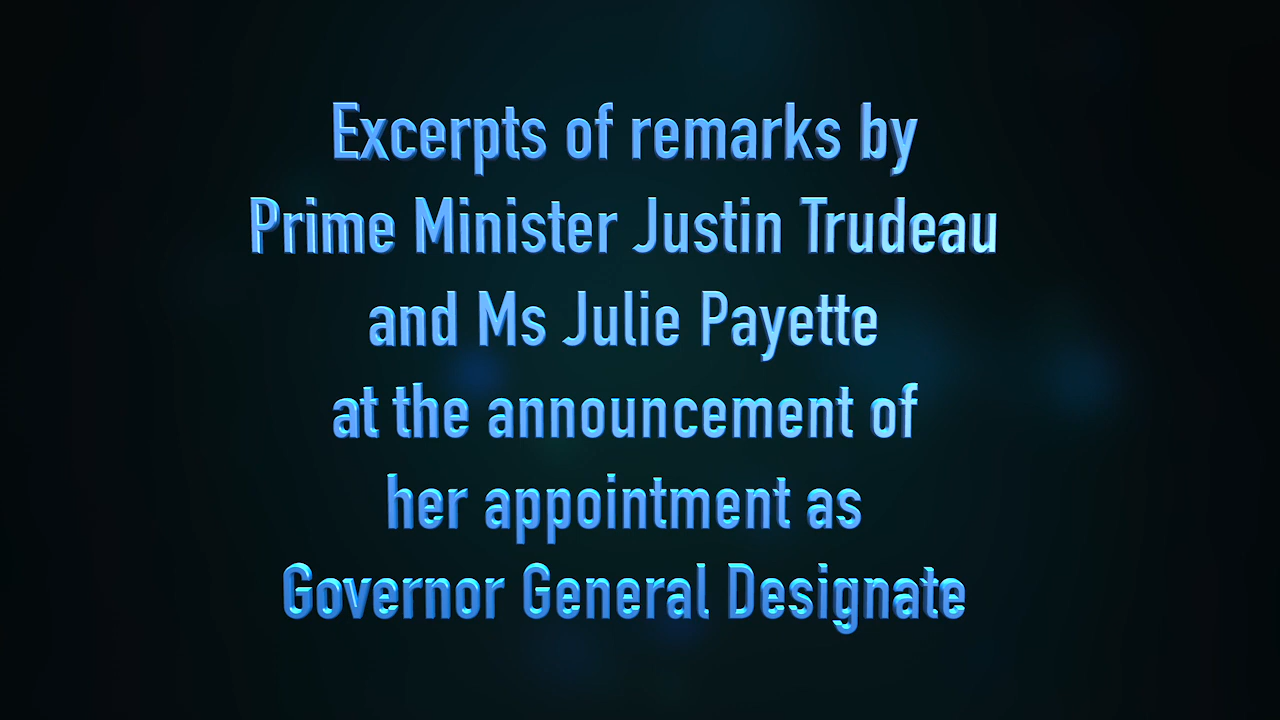 Excerpts of remarks by
Prime Minister Justin Trudeau
and Ms Julie Payette
at the announcement of
her appointment as
Governor General Designate